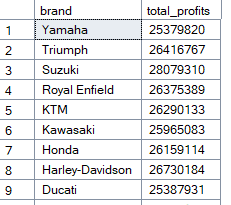 brand total_profits
1 Yamaha 25379820
2 Triumph 26416767
3 Suzuki 28079310
4 Royal Enfield 26375389
5 KTM 26290133
6 Kawasaki 25965083
7 Honda 26159114
8 Harley-Davidson 26730184
9 Ducati 25387931